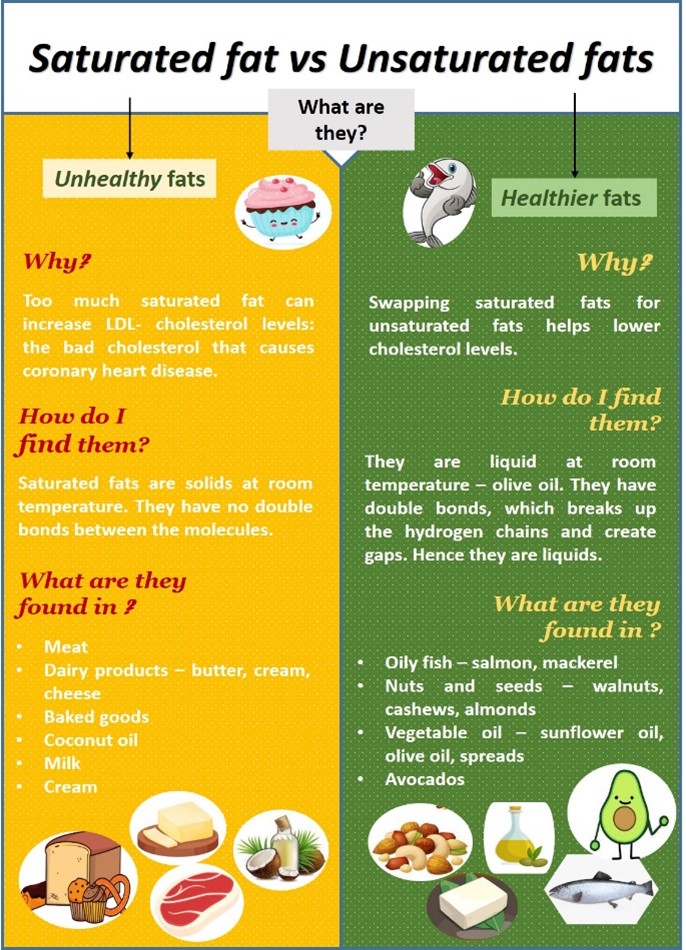 Saturated fat vs Unsaturated fats
What are
they?
Unhealthy fats
Why?
Too much saturated fat can
increase LDL- cholesterol levels:
the bad cholesterol that causes
coronary heart disease.
How do I
find them?
Saturated fats are solids at room
temperature. They have no double
bonds between the molecules.
What are they
found in ?
• Meat
• Dairy products – butter, cream,
cheese
• Baked goods
• Coconut oil
• Milk
• Cream
Healthier fats
Why?
Swapping saturated fats for
unsaturated fats helps lower
cholesterol levels.
How do I find
them?
They are liquid at room
temperature – olive oil. They have
double bonds, which breaks up
the hydrogen chains and create
gaps. Hence they are liquids.
What are they
found in ?
• Oily fish – salmon, mackerel
• Nuts and seeds – walnuts,
cashews, almonds
• Vegetable oil – sunflower oil,
olive oil, spreads
• Avocados